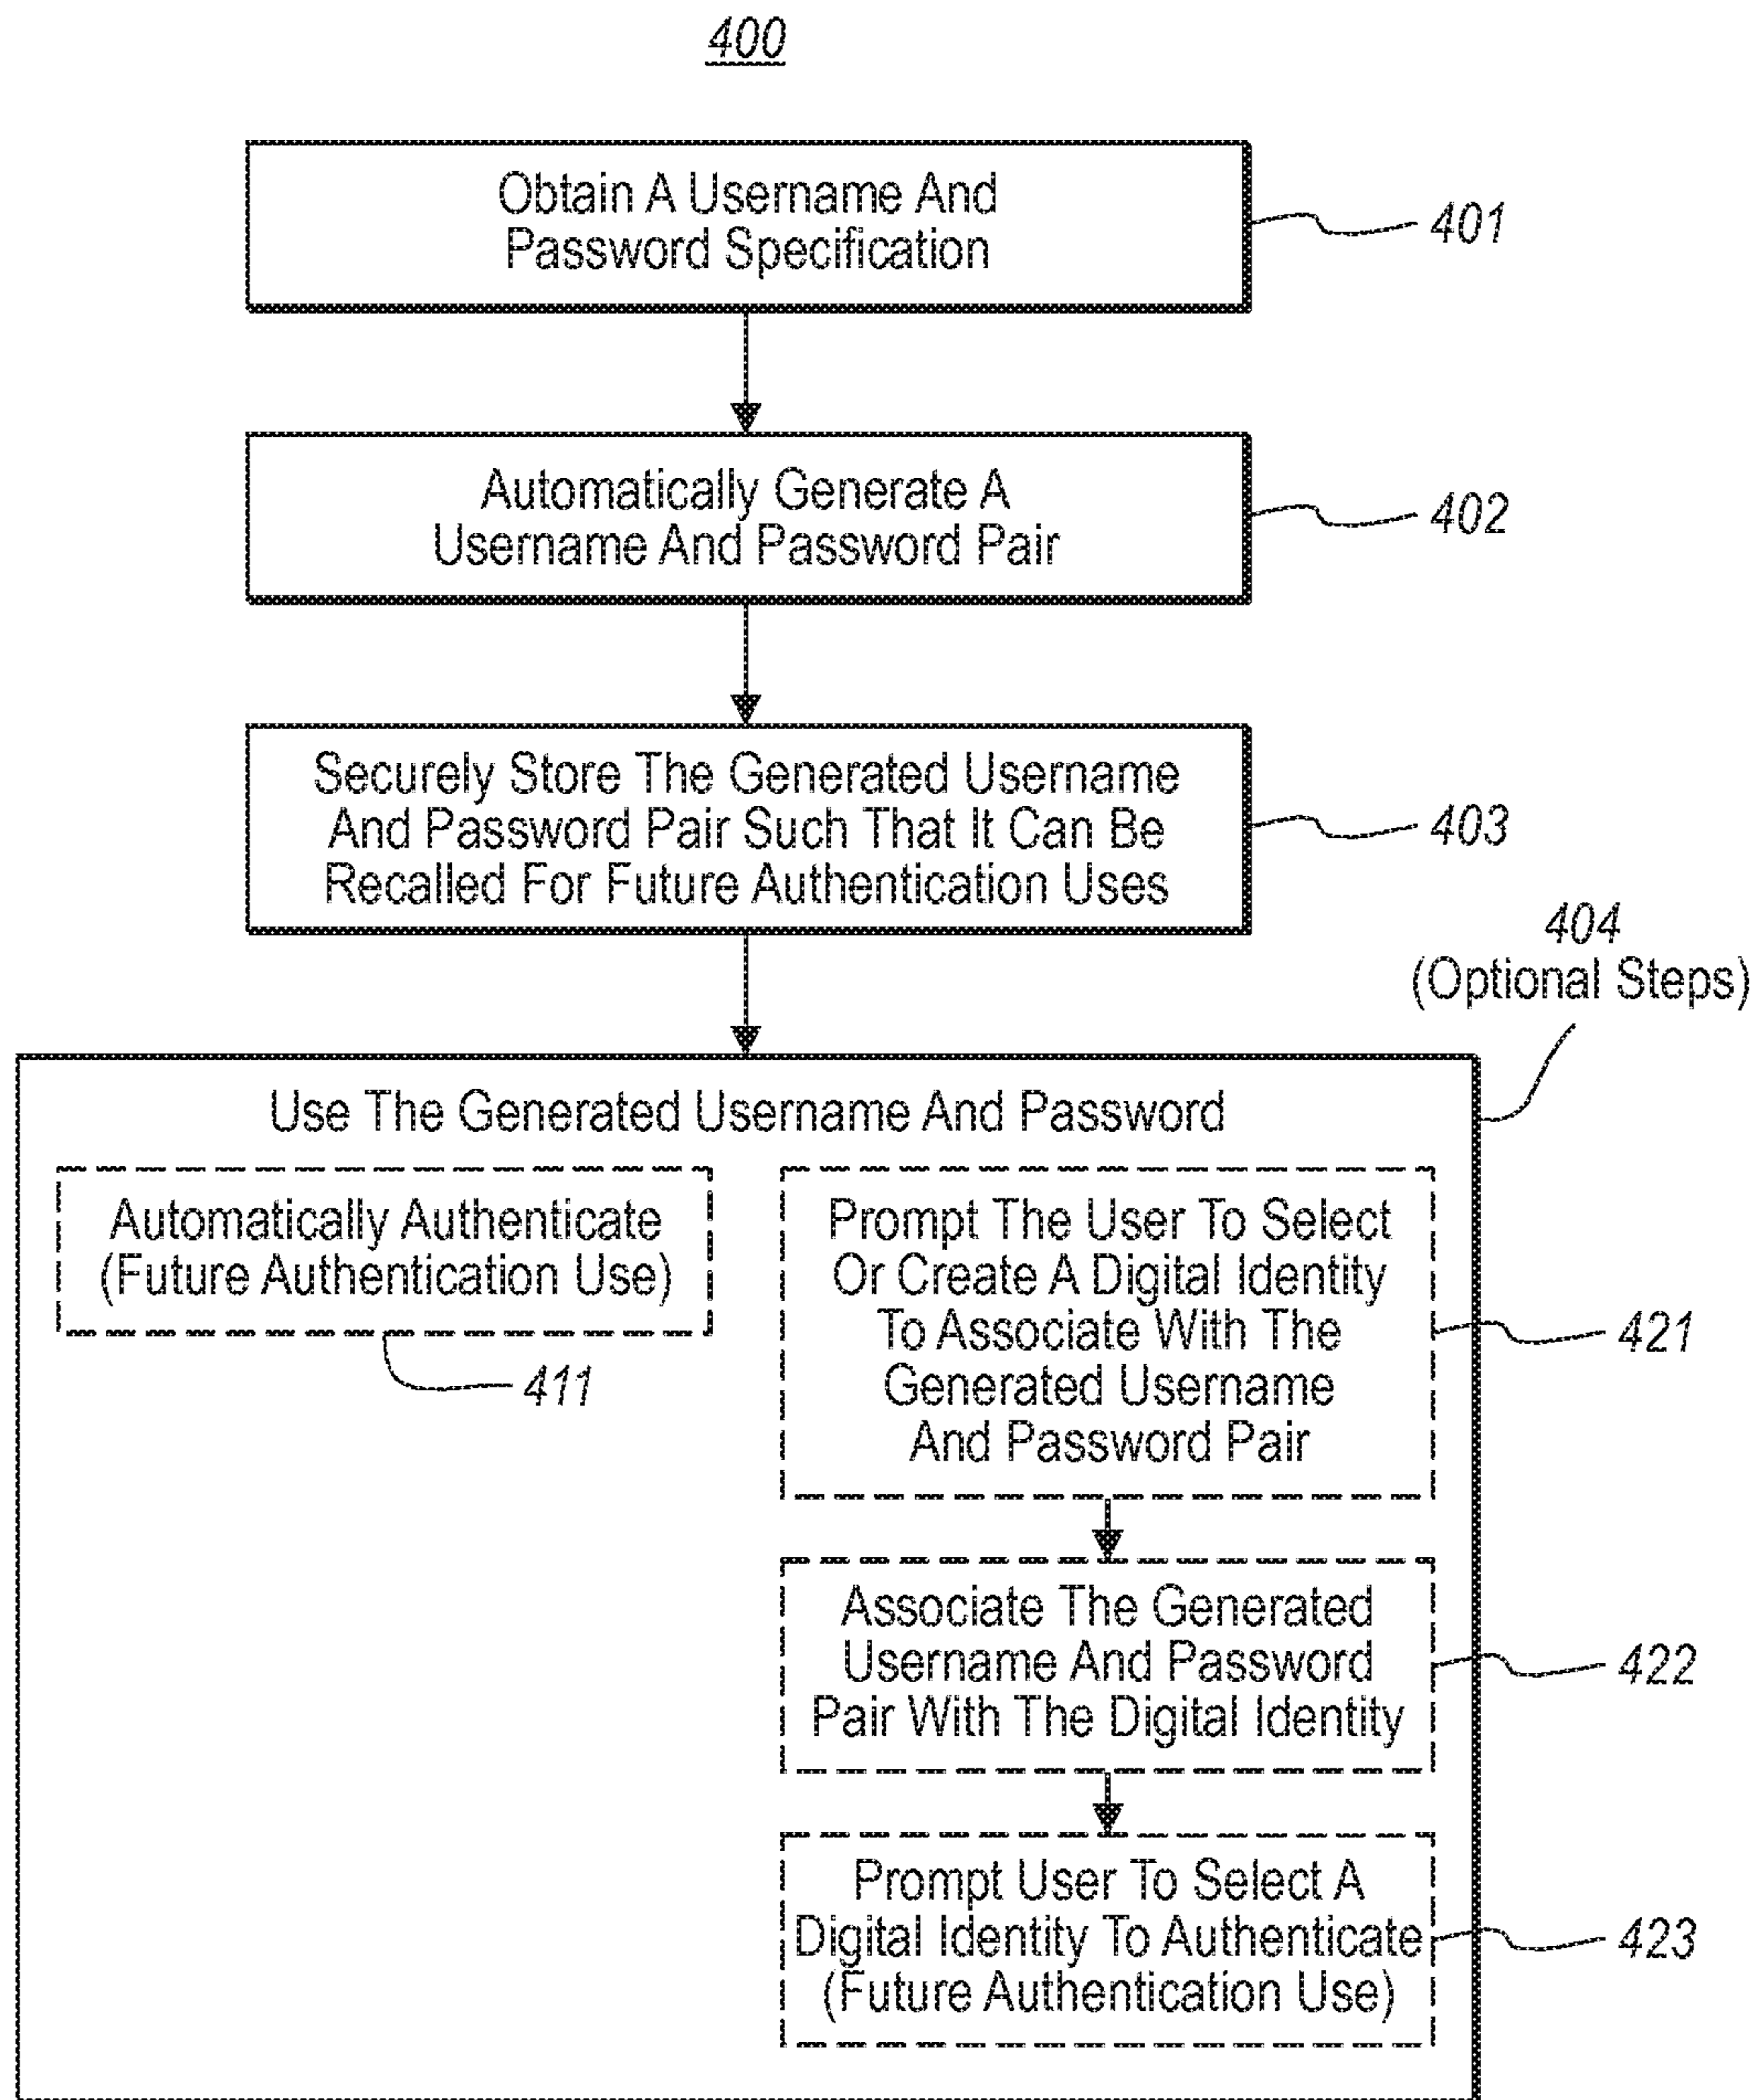 400
Obtain A Username And
Password Specification
401
Automatically Generate A
Username And Password Pair
402
Securely Store The Generated Username
And Password Pair Such That It Can Be
Recalled For Future Authentication Uses
403
404
(Optional Steps)
Use The Generated Username And Password
Automatically Authenticate
(Future Authentication Use)
411
Prompt The User To Select
Or Create A Digital Identity
To Associate With The
Generated Username
And Password Pair
421
Associate The Generated
Username And Password
Pair With The Digital Identity
422
Prompt User To Select A
Digital Identity To Authenticate
(Future Authentication Use)
423